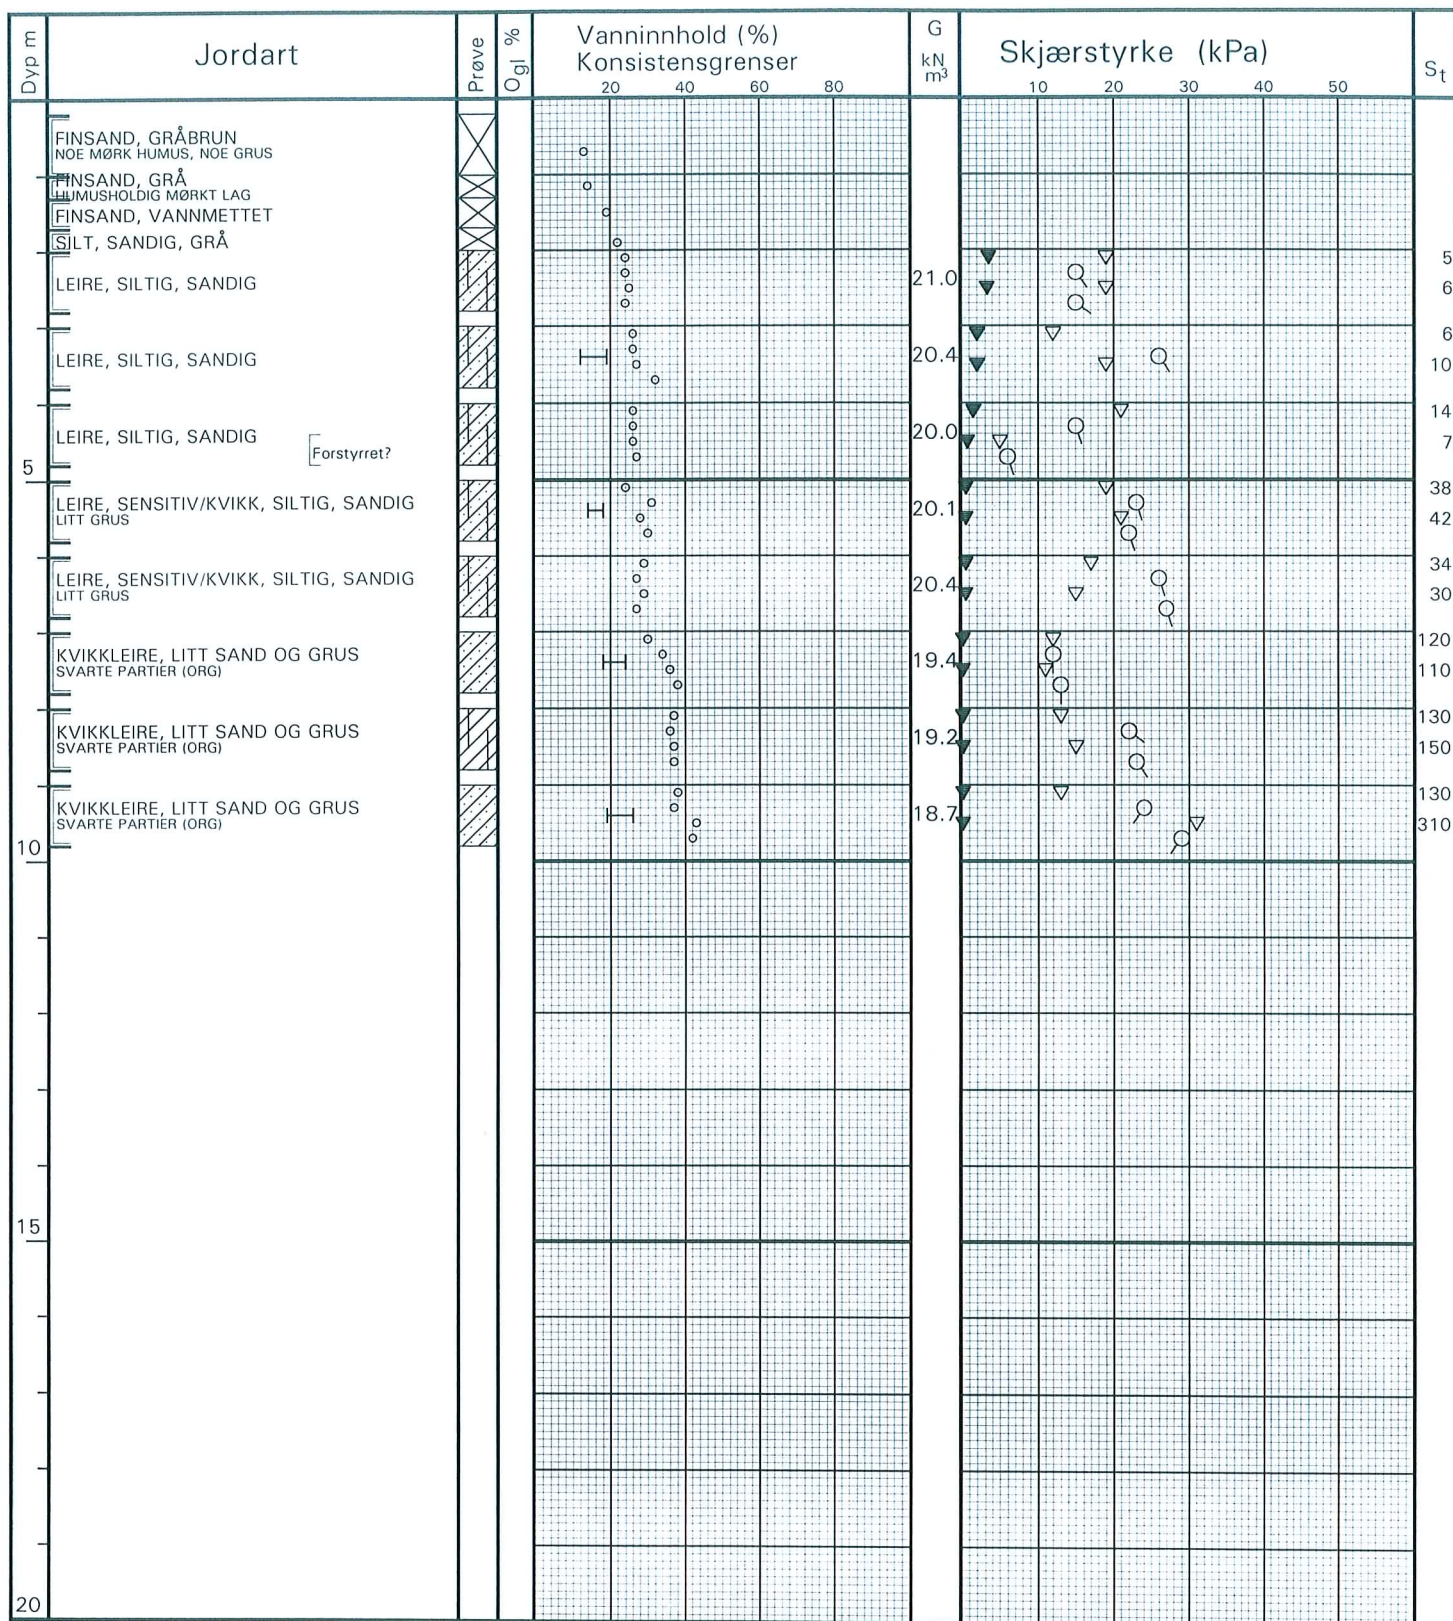 Dyp m
Jordart
Prøve
Ogl %
Vanninnhold (%)
Konsistensgrenser
20 40 60 80
G
kN
m³
Skjærstyrke (kPa)
10 20 30 40 50
St
FINSAND, GRÅBRUN
NOE MØRK HUMUS, NOE GRUS
FINSAND, GRÅ
HUMUSHOLDIG MØRKT LAG
FINSAND, VANNMETTET
SILT, SANDIG, GRÅ
5
LEIRE, SILTIG, SANDIG
21.0
6
6
LEIRE, SILTIG, SANDIG
20.4
10
14
LEIRE, SILTIG, SANDIG
20.0
7
Forstyrret?
5
38
LEIRE, SENSITIV/KVIKK, SILTIG, SANDIG
20.1
LITT GRUS
42
34
LEIRE, SENSITIV/KVIKK, SILTIG, SANDIG
20.4
LITT GRUS
30
120
KVIKKLEIRE, LITT SAND OG GRUS
19.4
SVARTE PARTIER (ORG)
110
130
KVIKKLEIRE, LITT SAND OG GRUS
19.2
SVARTE PARTIER (ORG)
150
130
KVIKKLEIRE, LITT SAND OG GRUS
18.7
SVARTE PARTIER (ORG)
310
10
15
20